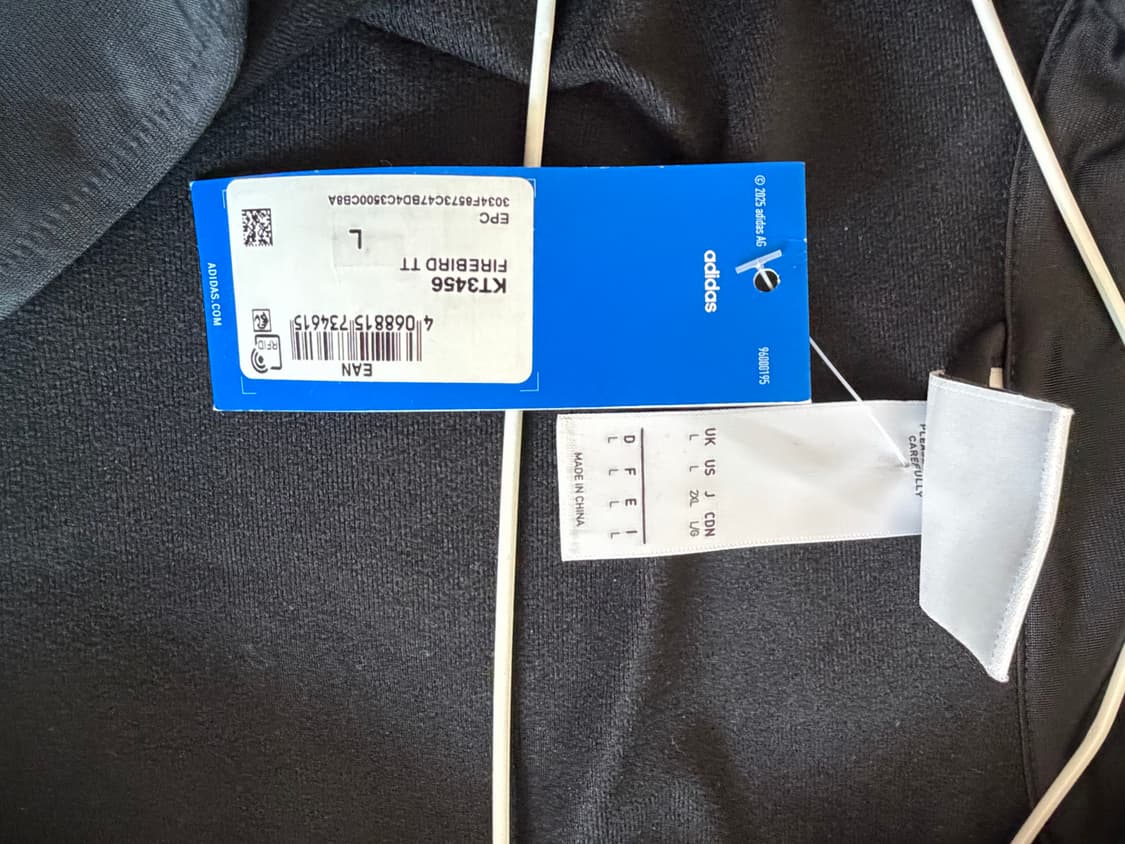 © 2025 adidas AG
adidas
96000195
EAN
4 068815 734615
RFID
KT3456
FIREBIRD TT
L
EPC
3034F8573C47BD4C3500CB8A
ADIDAS.COM
CAREFULLY
UK US J CDN
L L 2XL L/G
D F E I
L L L L
MADE IN CHINA